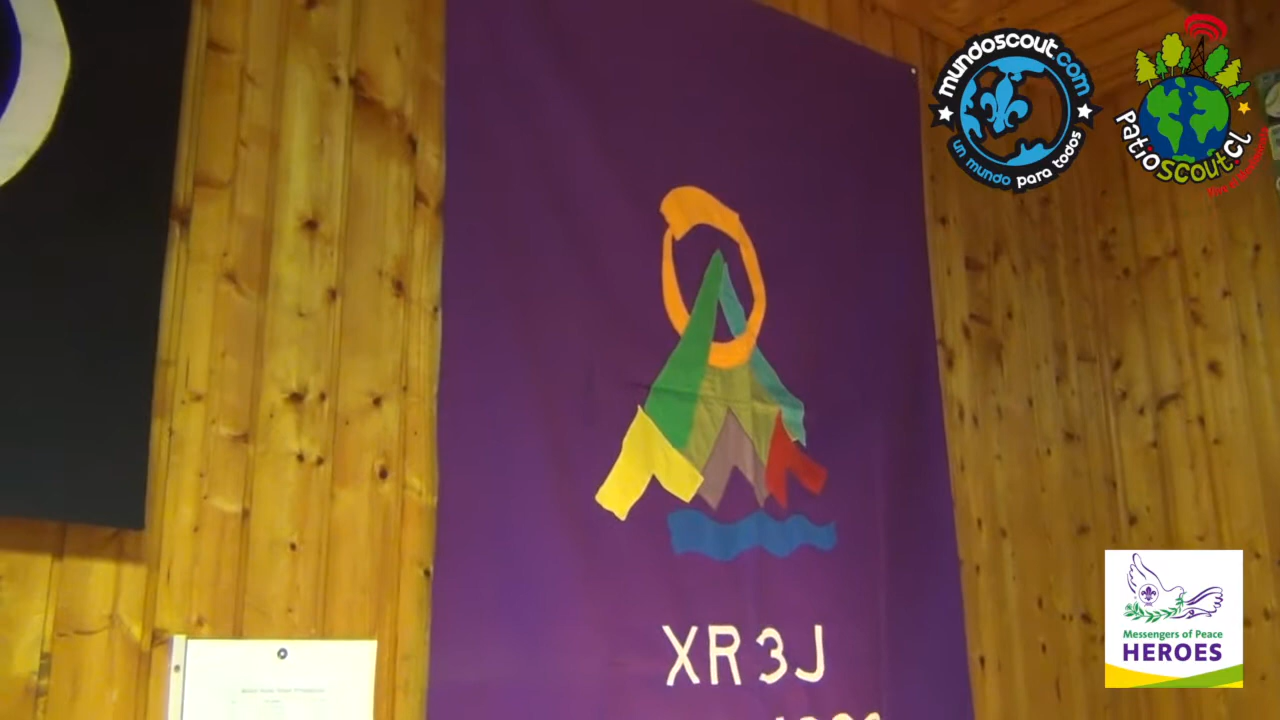 mundoscout.com
un mundo para todos
patioscout.cl
XR3J
Messengers of Peace
HEROES